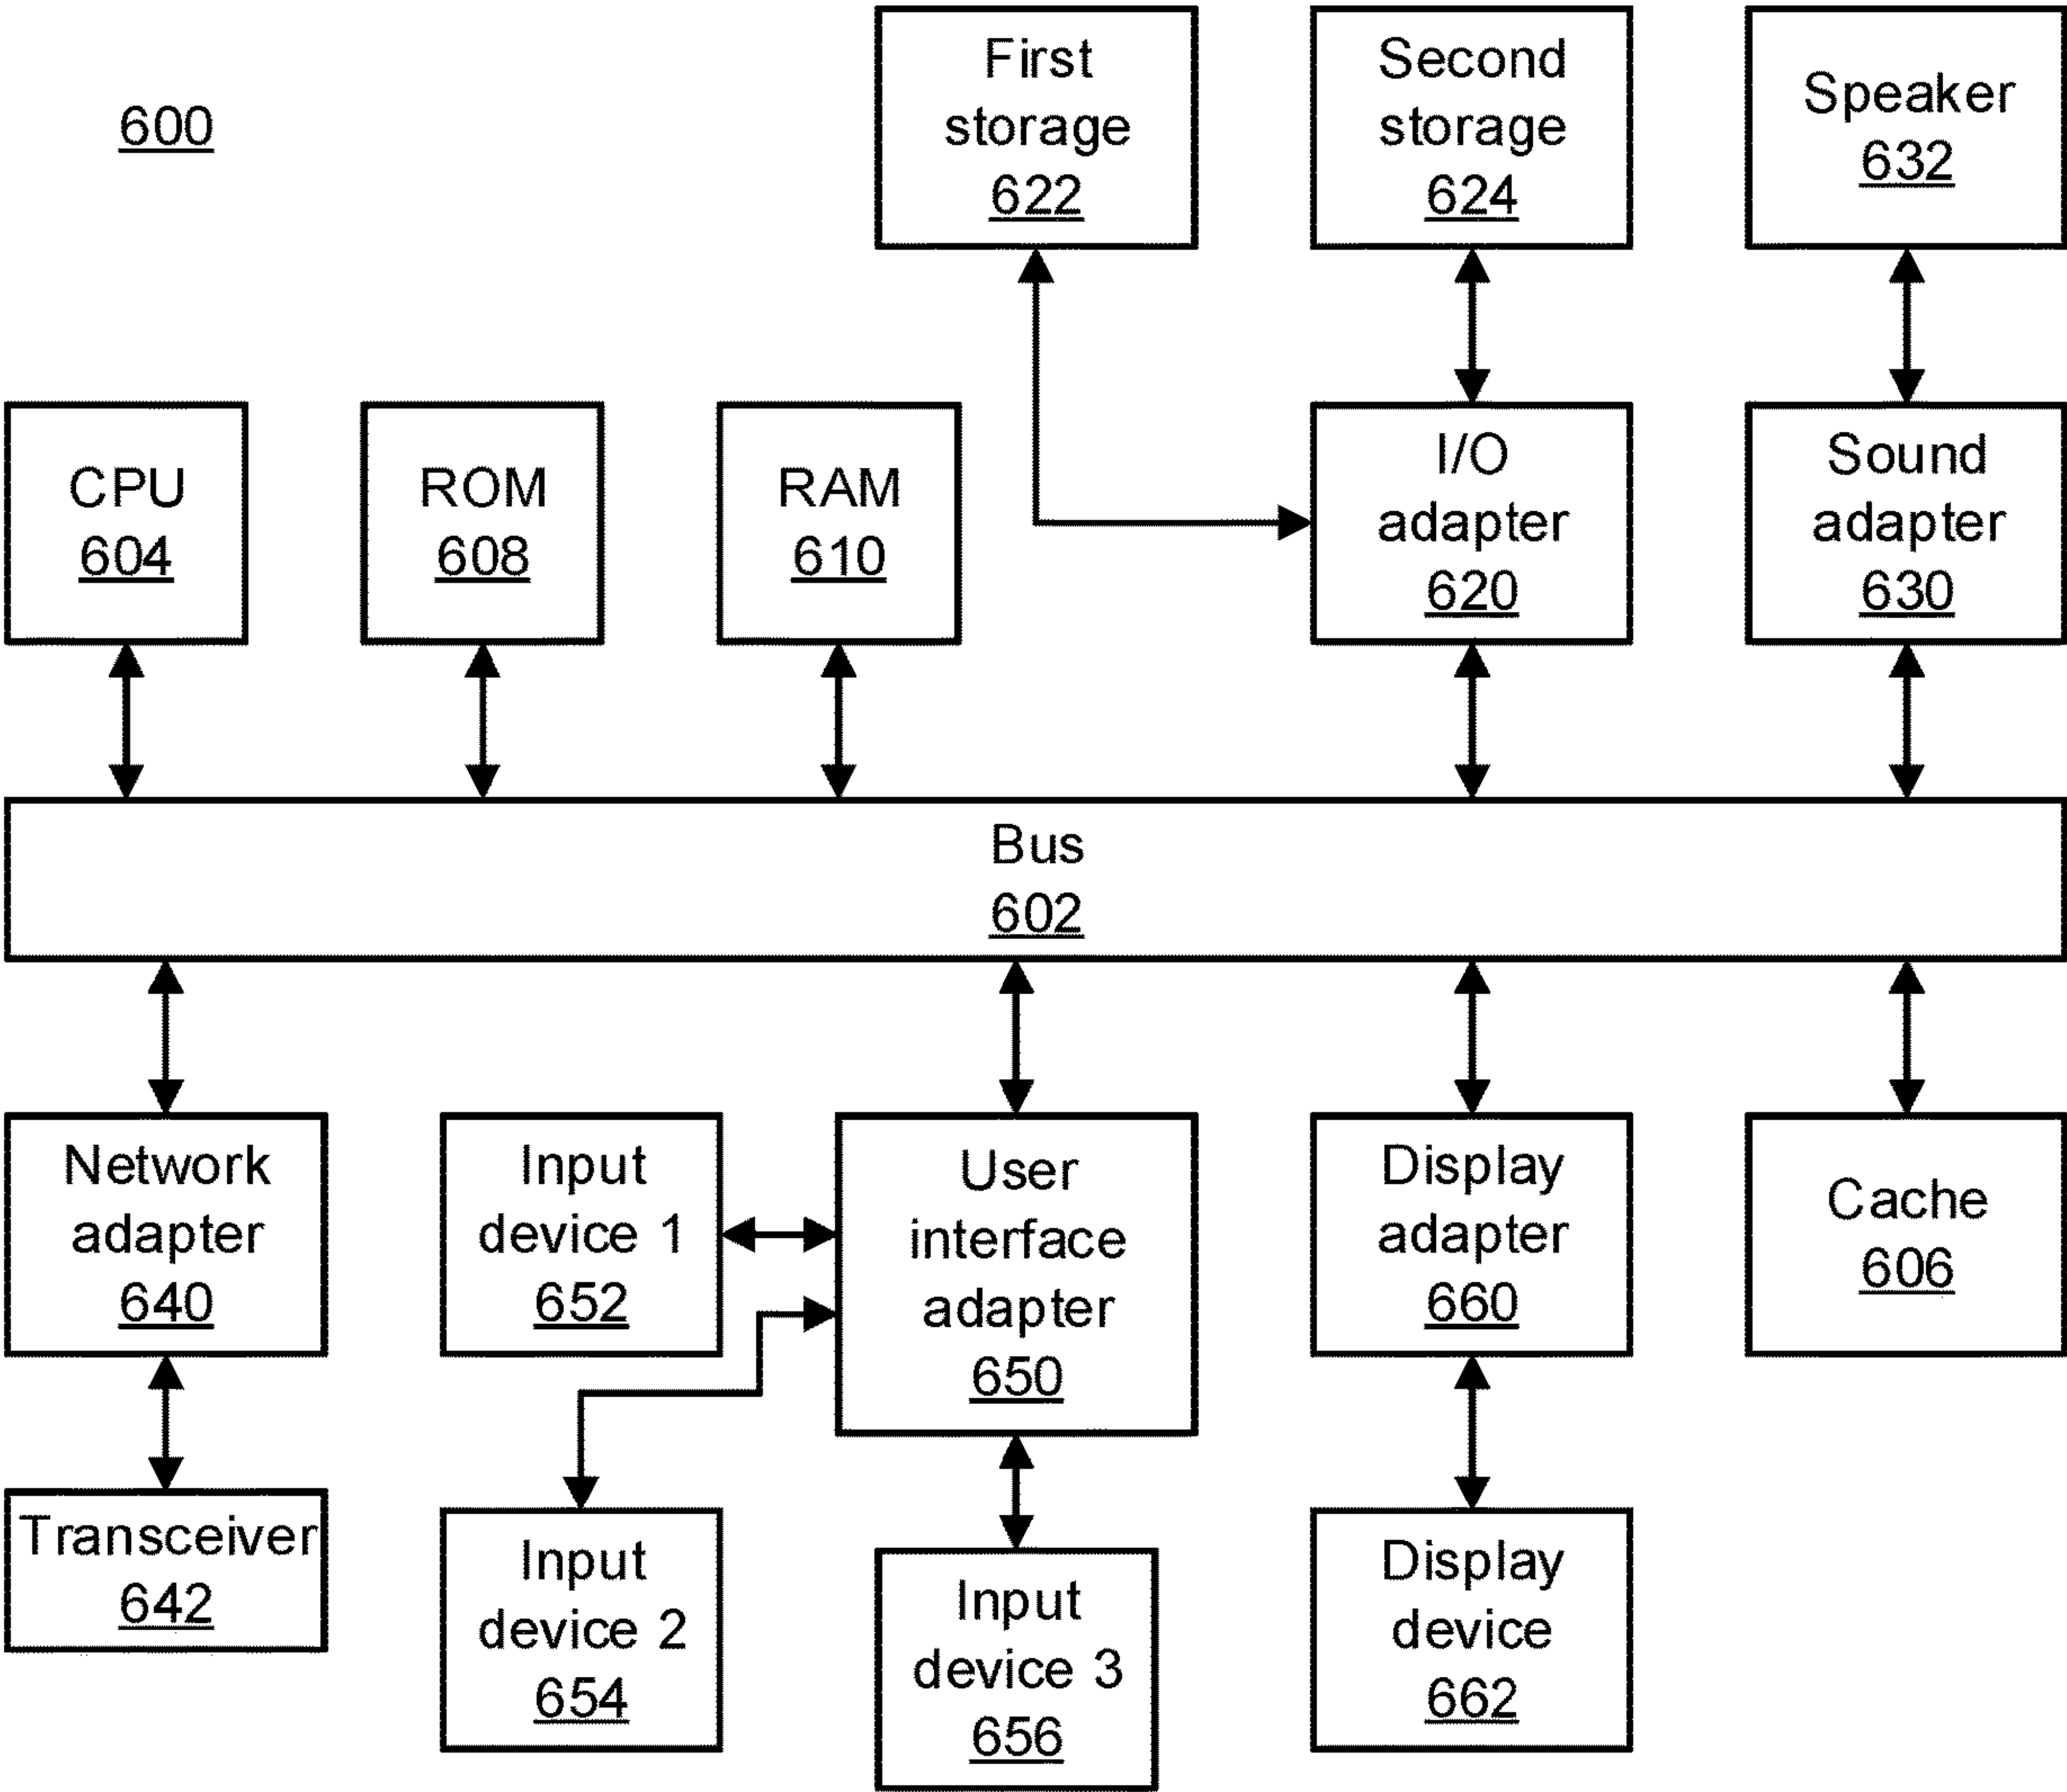 600
First
storage
622
Second
storage
624
Speaker
632
CPU
604
ROM
608
RAM
610
I/O
adapter
620
Sound
adapter
630
Bus
602
Network
adapter
640
Input
device 1
652
User
interface
adapter
650
Display
adapter
660
Cache
606
Transceiver
642
Input
device 2
654
Input
device 3
656
Display
device
662